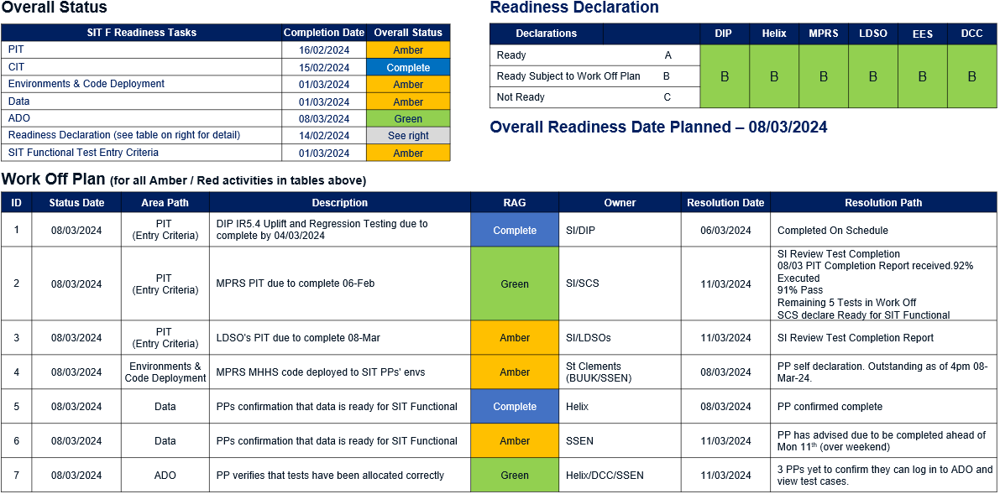 Overall Status
SIT F Readiness Tasks Completion Date Overall Status
PIT 16/02/2024 Amber
CIT 15/02/2024 Complete
Environments & Code Deployment 01/03/2024 Amber
Data 01/03/2024 Amber
ADO 08/03/2024 Green
Readiness Declaration (see table on right for detail) 14/02/2024 See right
SIT Functional Test Entry Criteria 01/03/2024 Amber
Readiness Declaration
Declarations DIP Helix MPRS LDSO EES DCC
Ready A
Ready Subject to Work Off Plan B B B B B B B
Not Ready C
Overall Readiness Date Planned – 08/03/2024
Work Off Plan (for all Amber / Red activities in tables above)
ID Status Date Area Path Description RAG Owner Resolution Date Resolution Path
1 08/03/2024 PIT
(Entry Criteria)
DIP IR5.4 Uplift and Regression Testing due to
complete by 04/03/2024
Complete SI/DIP 06/03/2024 Completed On Schedule
2 08/03/2024 PIT
(Entry Criteria)
MPRS PIT due to complete 06-Feb Green SI/SCS 11/03/2024
SI Review Test Completion
08/03 PIT Completion Report received.92%
Executed
91% Pass
Remaining 5 Tests in Work Off
SCS declare Ready for SIT Functional
3 08/03/2024 PIT
(Entry Criteria)
LDSO's PIT due to complete 08-Mar Amber SI/LDSOs 11/03/2024 SI Review Test Completion Report
4 08/03/2024 Environments &
Code Deployment
MPRS MHHS code deployed to SIT PPs' envs Amber St Clements
(BUUK/SSEN)
08/03/2024 PP self declaration. Outstanding as of 4pm 08-
Mar-24.
5 08/03/2024 Data PPs confirmation that data is ready for SIT Functional Complete Helix 08/03/2024 PP confirmed complete
6 08/03/2024 Data PPs confirmation that data is ready for SIT Functional Amber SSEN 11/03/2024 PP has advised due to be completed ahead of
Mon 11th (over weekend)
7 08/03/2024 ADO PP verifies that tests have been allocated correctly Green Helix/DCC/SSEN 11/03/2024 3 PPs yet to confirm they can log in to ADO and
view test cases.